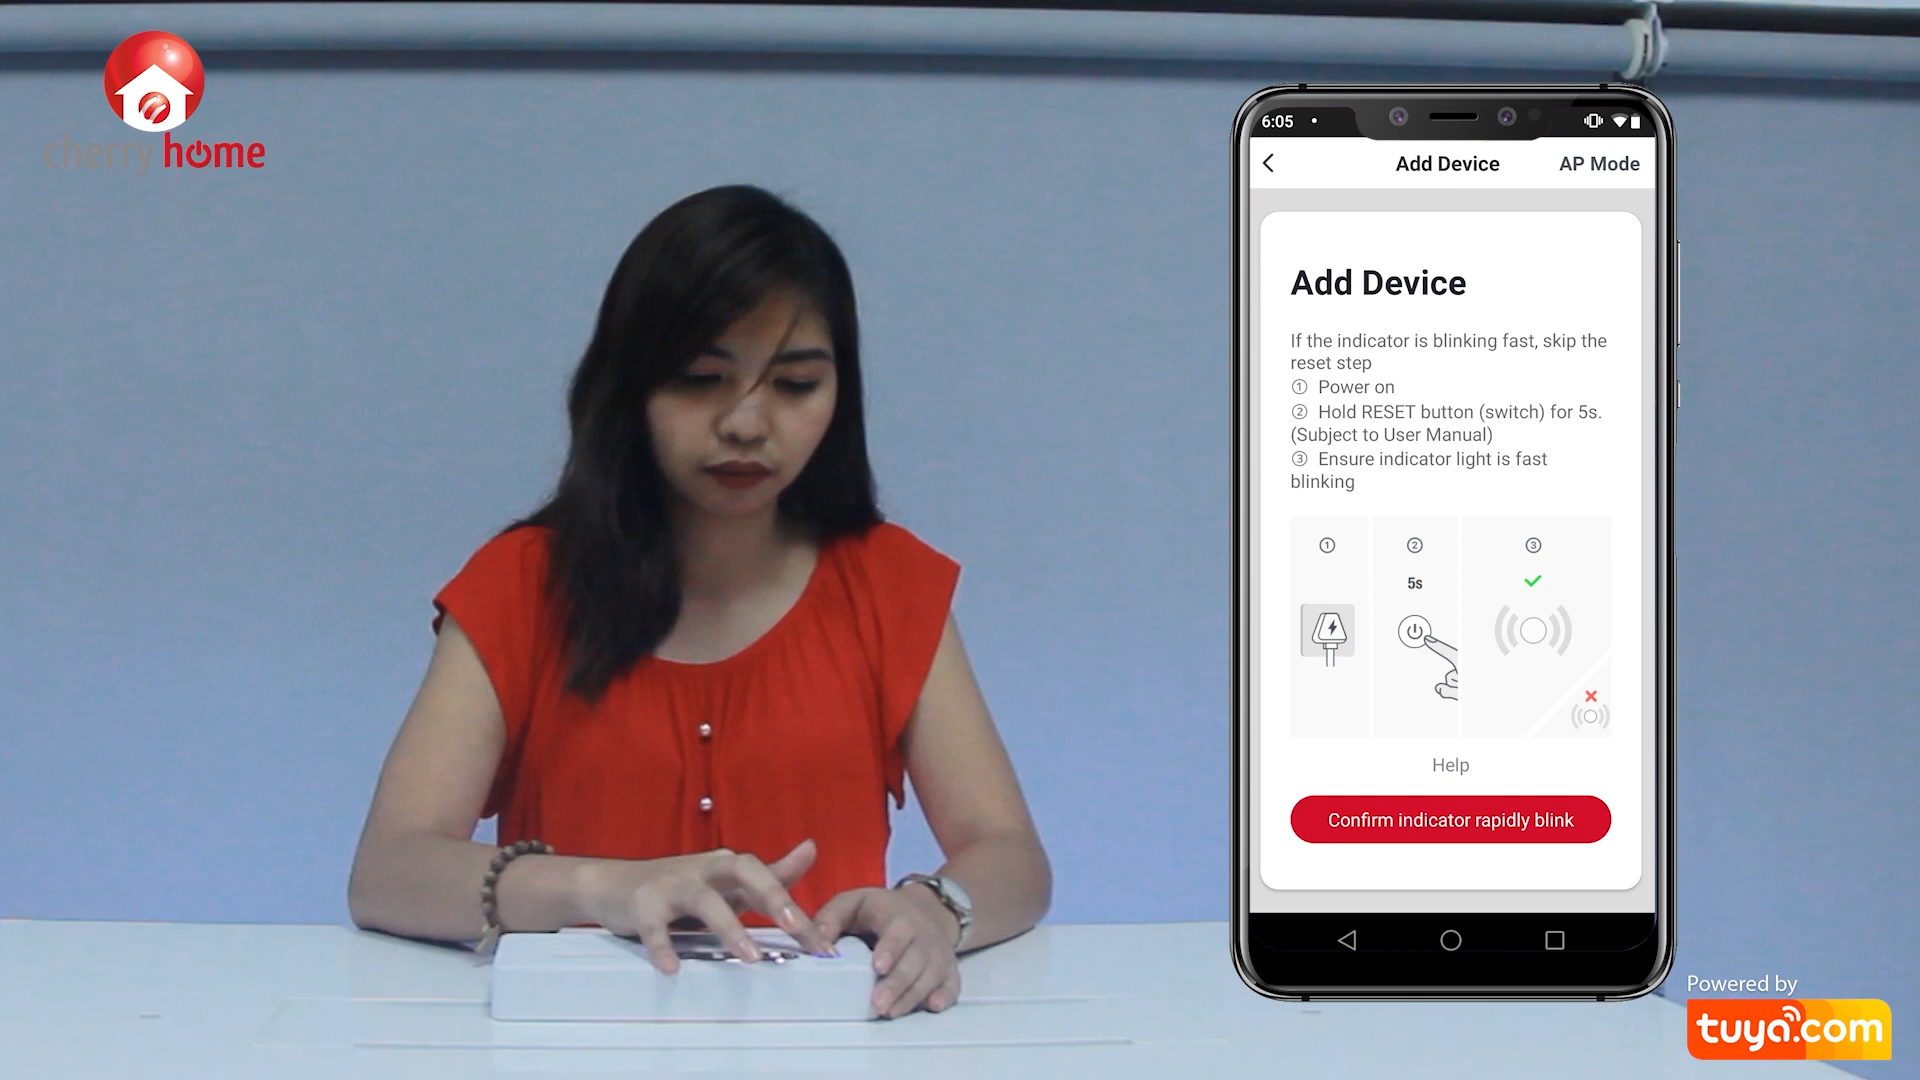 cherry home
6:05
Add Device
AP Mode
Add Device
If the indicator is blinking fast, skip the
reset step
① Power on
② Hold RESET button (switch) for 5s.
(Subject to User Manual)
③ Ensure indicator light is fast
blinking
① ② ③
5s
Help
Confirm indicator rapidly blink
Powered by
tuya.com